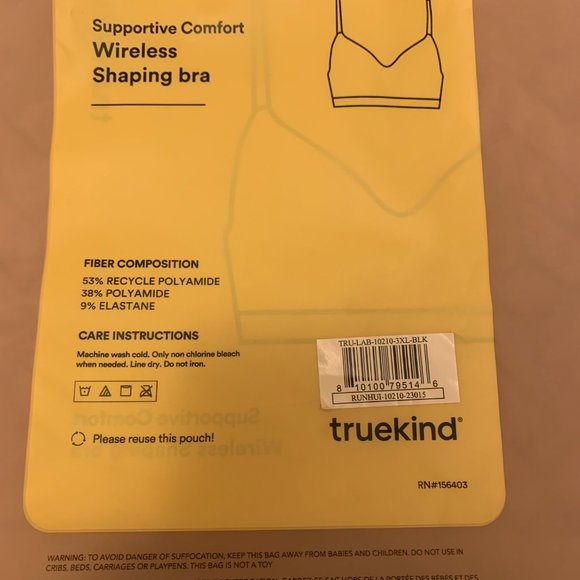 Supportive Comfort
Wireless
Shaping bra
FIBER COMPOSITION
53% RECYCLE POLYAMIDE
38% POLYAMIDE
9% ELASTANE
CARE INSTRUCTIONS
Machine wash cold. Only non chlorine bleach
when needed. Line dry. Do not iron.
Please reuse this pouch!
TRU-LAB-10210-3XL-BLK
8 10100 79514 6
RUNHUI-10210-23015
truekind®
RN#156403
WARNING: TO AVOID DANGER OF SUFFOCATION, KEEP THIS BAG AWAY FROM BABIES AND CHILDREN. DO NOT USE IN
CRIBS, BEDS, CARRIAGES OR PLAYPENS. THIS BAG IS NOT A TOY